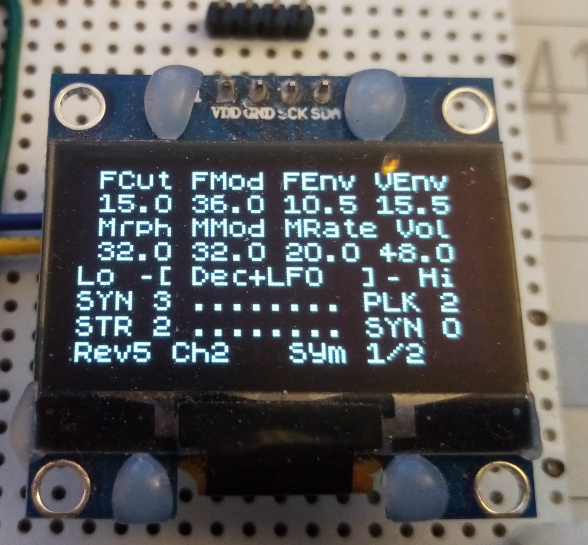 41
VDD GND SCK SDA
FCut FMod FEnv VEnv
15.0 36.0 10.5 15.5
Mrph MMod MRate Vol
32.0 32.0 20.0 48.0
Lo -[ Dec+LFO ]- Hi
SYN 3 ........ PLK 2
STR 2 ........ SYN 0
Rev5 Ch2 Sym 1/2